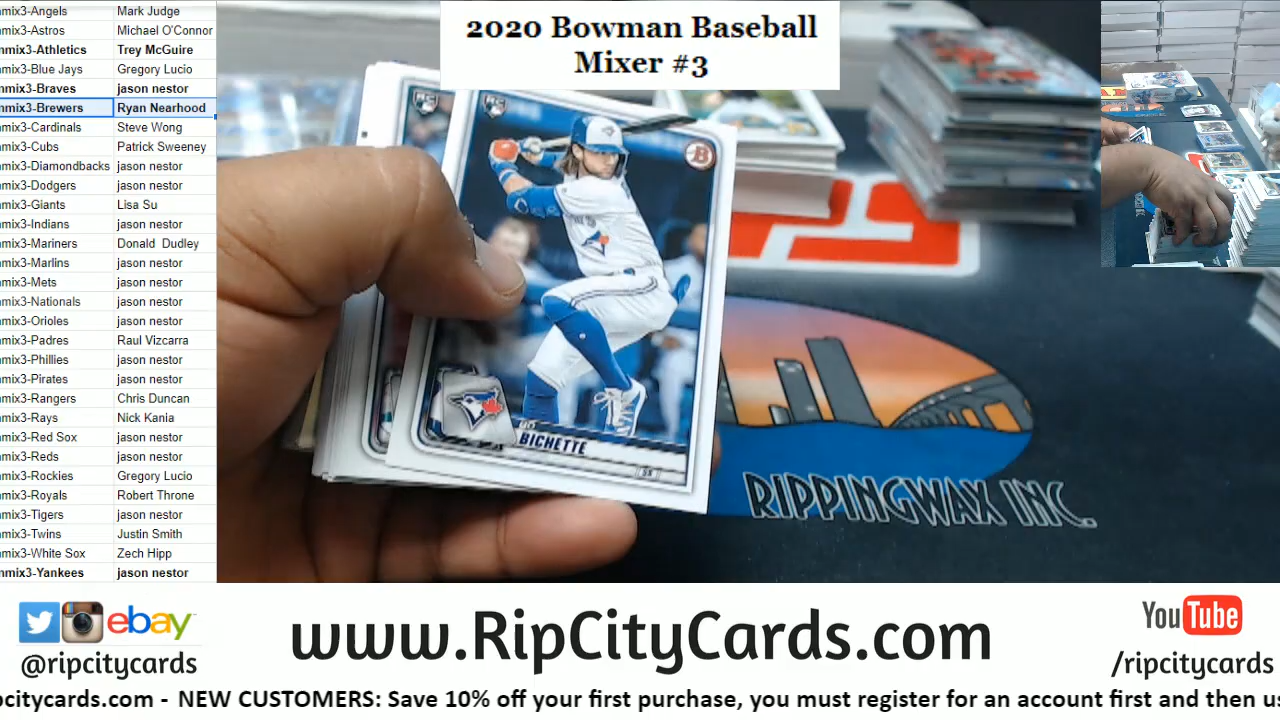 2020 Bowman Baseball
Mixer #3
mix3-Angels Mark Judge
mix3-Astros Michael O'Connor
mix3-Athletics Trey McGuire
mix3-Blue Jays Gregory Lucio
mix3-Braves jason nestor
mix3-Brewers Ryan Nearhood
mix3-Cardinals Steve Wong
mix3-Cubs Patrick Sweeney
mix3-Diamondbacks jason nestor
mix3-Dodgers jason nestor
mix3-Giants Lisa Su
mix3-Indians jason nestor
mix3-Mariners Donald Dudley
mix3-Marlins jason nestor
mix3-Mets jason nestor
mix3-Nationals jason nestor
mix3-Orioles jason nestor
mix3-Padres Raul Vizcarra
mix3-Phillies jason nestor
mix3-Pirates jason nestor
mix3-Rangers Chris Duncan
mix3-Rays Nick Kania
mix3-Red Sox jason nestor
mix3-Reds jason nestor
mix3-Rockies Gregory Lucio
mix3-Royals Robert Throne
mix3-Tigers jason nestor
mix3-Twins Justin Smith
mix3-White Sox Zech Hipp
mix3-Yankees jason nestor
B
BO
BICHETTE
RIPPINGWAX INC.
ebay
@ripcitycards
www.RipCityCards.com
YouTube
/ripcitycards
pcitycards.com - NEW CUSTOMERS: Save 10% off your first purchase, you must register for an account first and then us